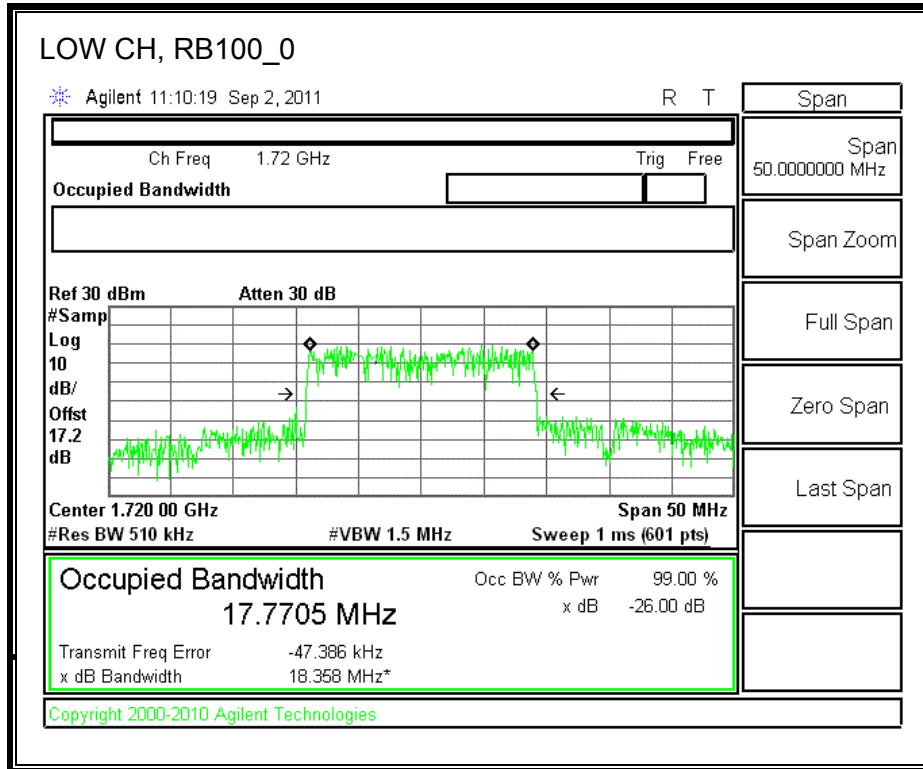 LOW CH, RB100_0
Agilent 11:10:19 Sep 2, 2011 R T
Span
Ch Freq 1.72 GHz Trig Free
Occupied Bandwidth
Span
50.0000000 MHz
Span Zoom
Full Span
Zero Span
Last Span
Ref 30 dBm Atten 30 dB
#Samp
Log
10
dB/
Offst
17.2
dB
Center 1.720 00 GHz Span 50 MHz
#Res BW 510 kHz #VBW 1.5 MHz Sweep 1 ms (601 pts)
Occupied Bandwidth
17.7705 MHz
Occ BW % Pwr 99.00 %
x dB -26.00 dB
Transmit Freq Error -47.386 kHz
x dB Bandwidth 18.358 MHz*
Copyright 2000-2010 Agilent Technologies